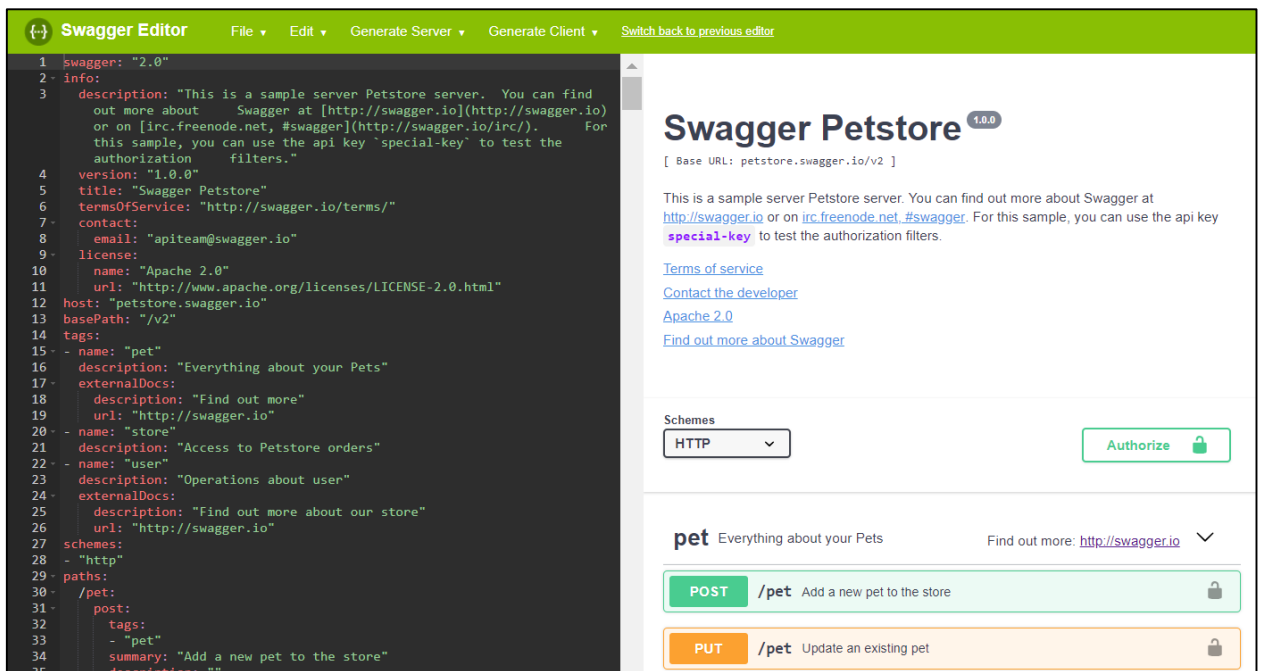 Swagger Editor File Edit Generate Server Generate Client Switch back to previous editor
1 swagger: "2.0"
2 info:
3 description: "This is a sample server Petstore server. You can find
out more about Swagger at [http://swagger.io](http://swagger.io)
or on [irc.freenode.net, #swagger](http://swagger.io/irc/). For
this sample, you can use the api key `special-key` to test the
authorization filters."
4 version: "1.0.0"
5 title: "Swagger Petstore"
6 termsOfService: "http://swagger.io/terms/"
7 contact:
8 email: "apiteam@swagger.io"
9 license:
10 name: "Apache 2.0"
11 url: "http://www.apache.org/licenses/LICENSE-2.0.html"
12 host: "petstore.swagger.io"
13 basePath: "/v2"
14 tags:
15 - name: "pet"
16 description: "Everything about your Pets"
17 externalDocs:
18 description: "Find out more"
19 url: "http://swagger.io"
20 - name: "store"
21 description: "Access to Petstore orders"
22 - name: "user"
23 description: "Operations about user"
24 externalDocs:
25 description: "Find out more about our store"
26 url: "http://swagger.io"
27 schemes:
28 - "http"
29 paths:
30 /pet:
31 post:
32 tags:
33 - "pet"
34 summary: "Add a new pet to the store"
35 description: ""
Swagger Petstore 1.0.0
[ Base URL: petstore.swagger.io/v2 ]
This is a sample server Petstore server. You can find out more about Swagger at
http://swagger.io or on irc.freenode.net, #swagger. For this sample, you can use the api key
special-key to test the authorization filters.
Terms of service
Contact the developer
Apache 2.0
Find out more about Swagger
Schemes
HTTP
Authorize
pet Everything about your Pets Find out more: http://swagger.io
POST /pet Add a new pet to the store
PUT /pet Update an existing pet